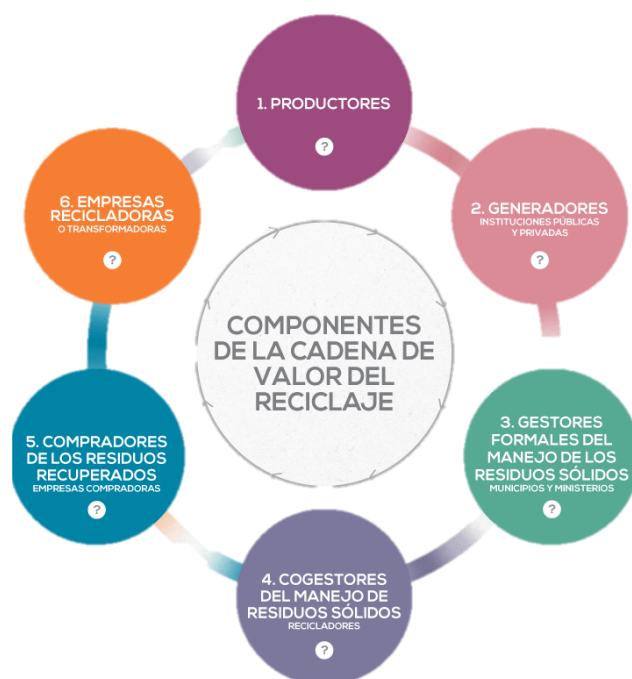 1. PRODUCTORES
?
2. GENERADORES
INSTITUCIONES PÚBLICAS
Y PRIVADAS
?
3. GESTORES
FORMALES DEL
MANEJO DE LOS
RESIDUOS SÓLIDOS
MUNICIPIOS Y MINISTERIOS
?
4. COGESTORES
DEL MANEJO DE
RESIDUOS SÓLIDOS
RECICLADORES
?
5. COMPRADORES
DE LOS RESIDUOS
RECUPERADOS
EMPRESAS COMPRADORAS
?
6. EMPRESAS
RECICLADORAS
O TRANSFORMADORAS
?
COMPONENTES
DE LA CADENA DE
VALOR DEL
RECICLAJE